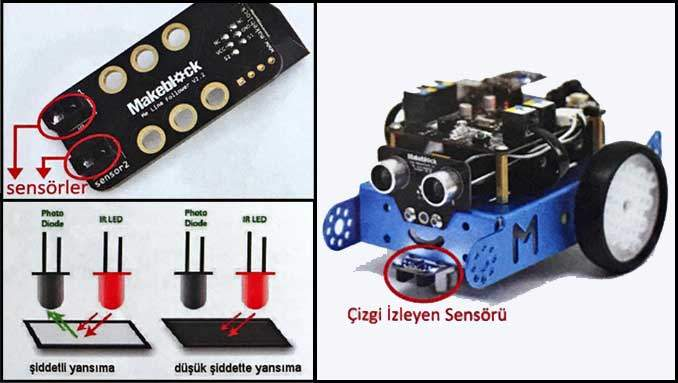 Makeblock
Me Line Follower V2.2
sensor2
sensörler
Photo
Diode
IR LED
Photo
Diode
IR LED
şiddetli yansıma
düşük şiddette yansıma
Makeblock
M
Çizgi İzleyen Sensörü